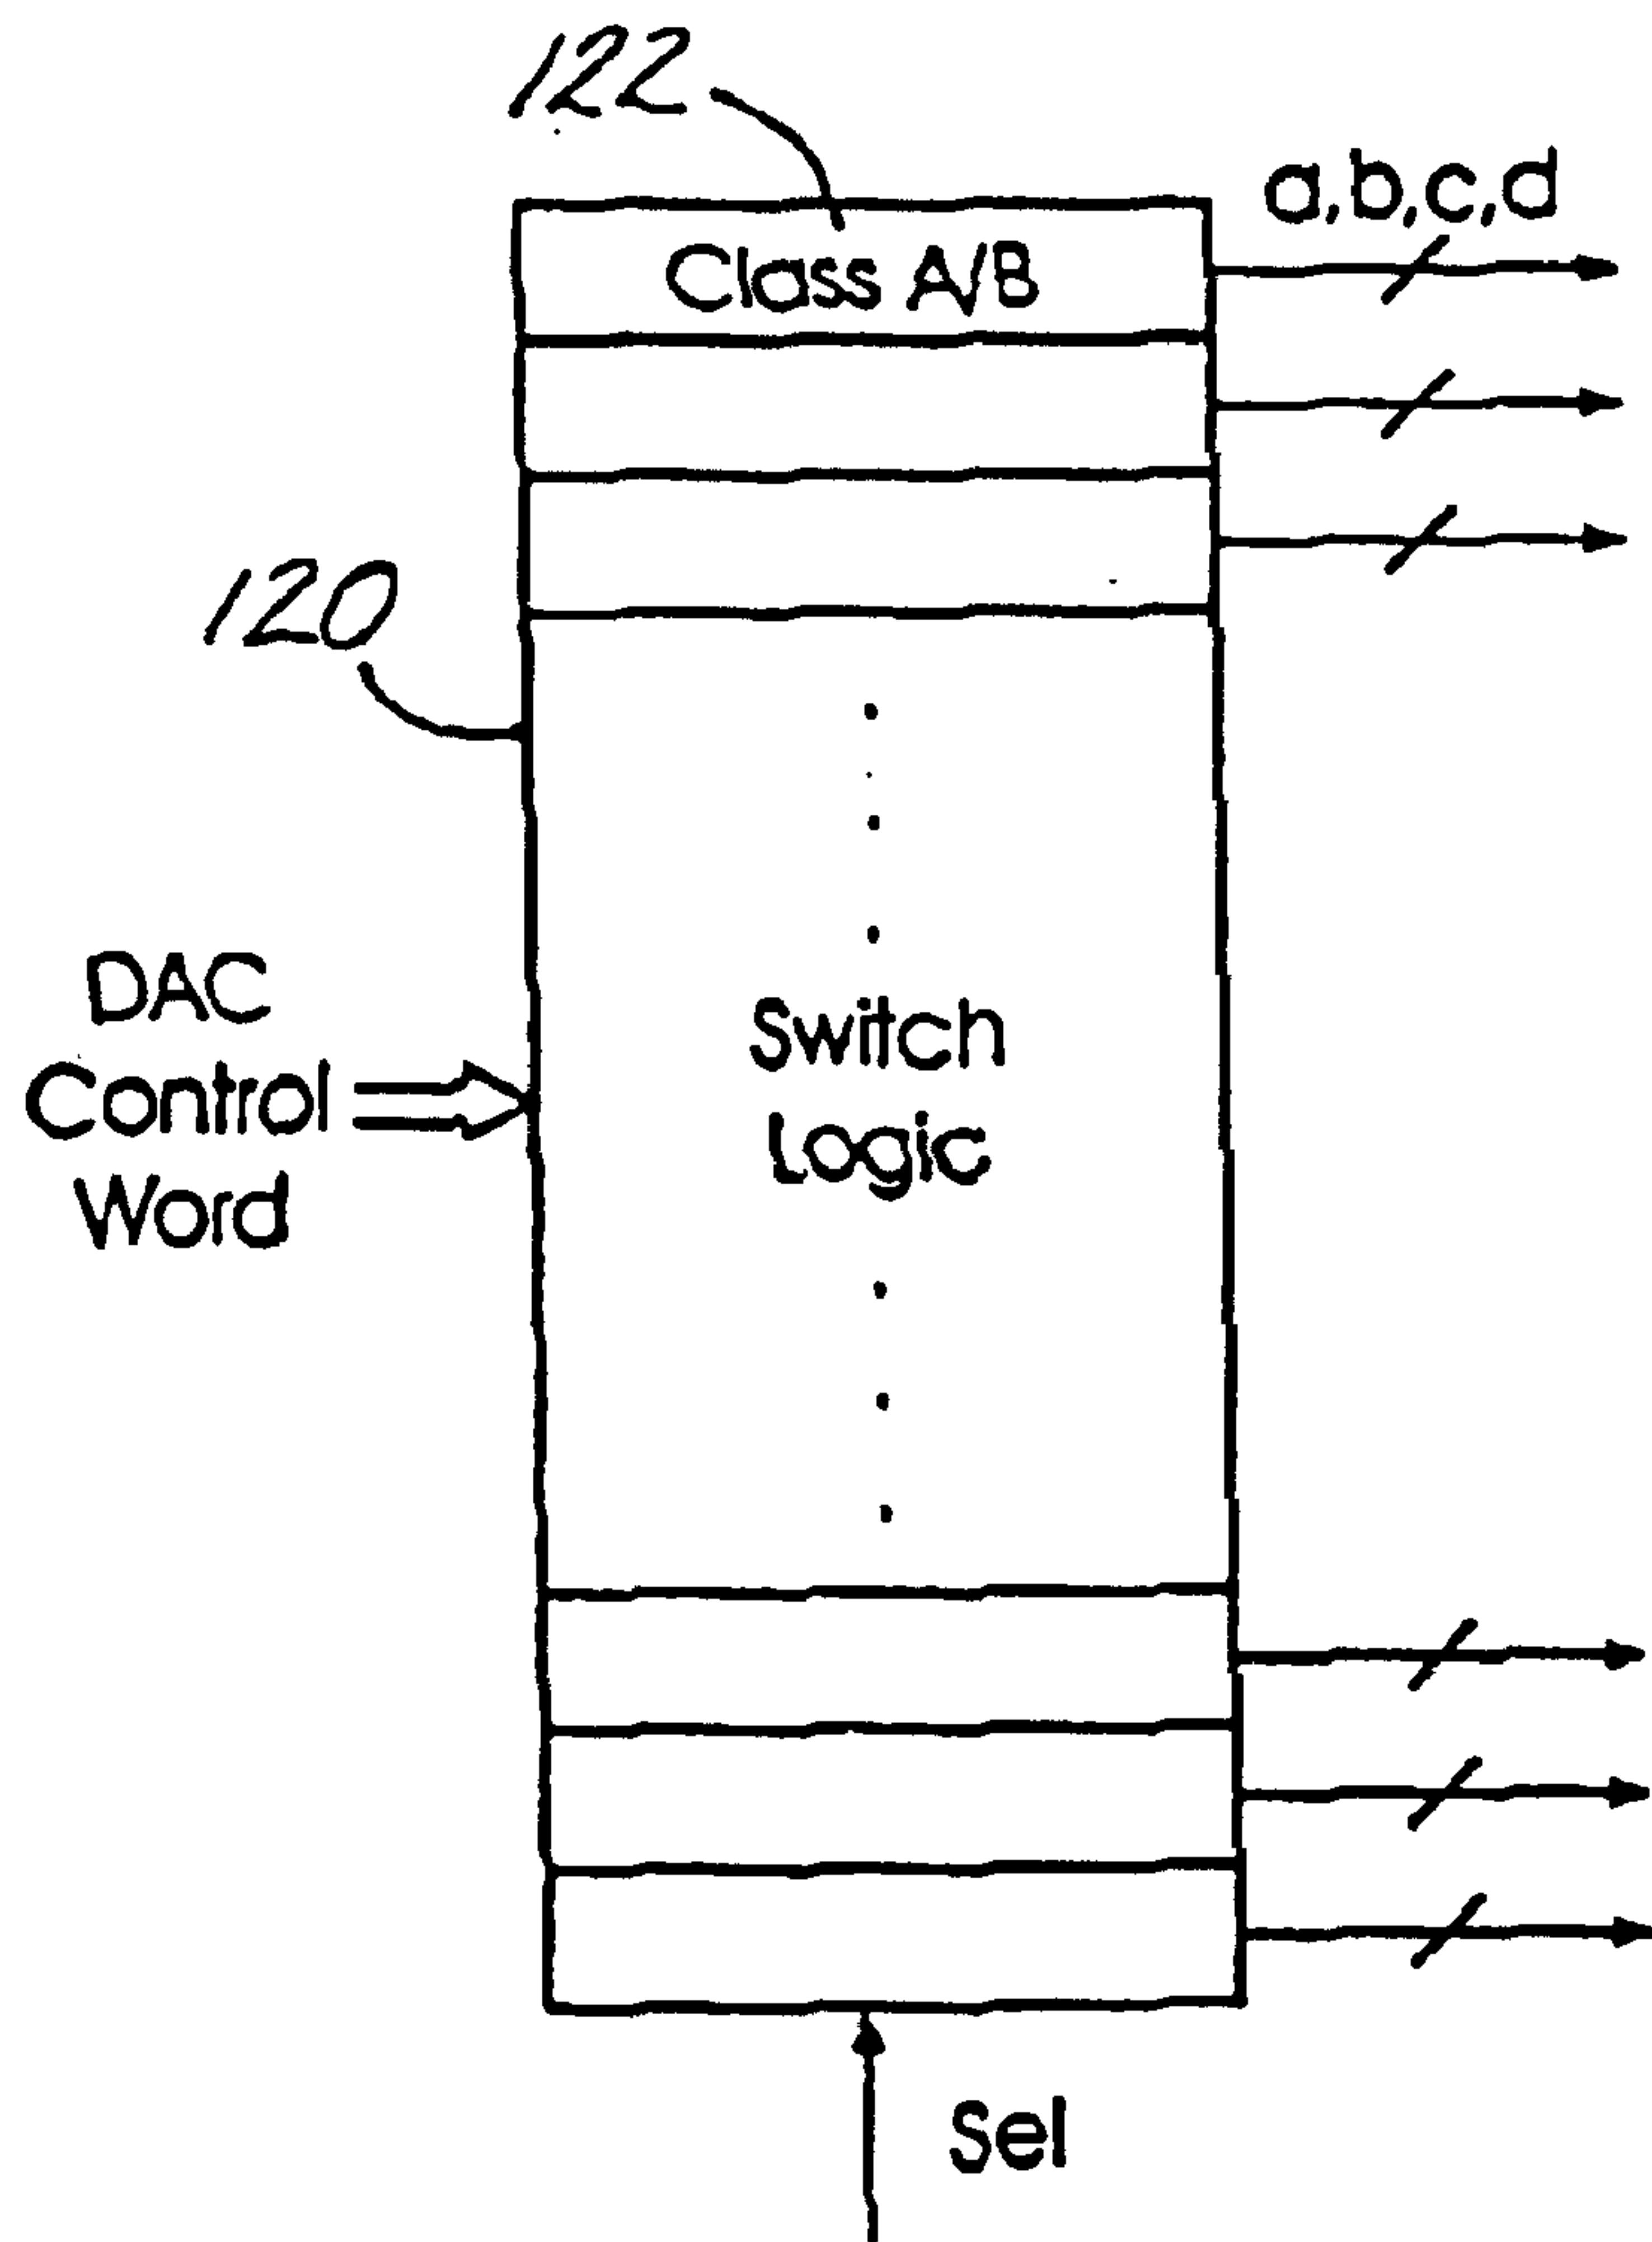 122
a,b,c,d
Class A/B
120
DAC
Control
Word
Switch
Logic
Sel